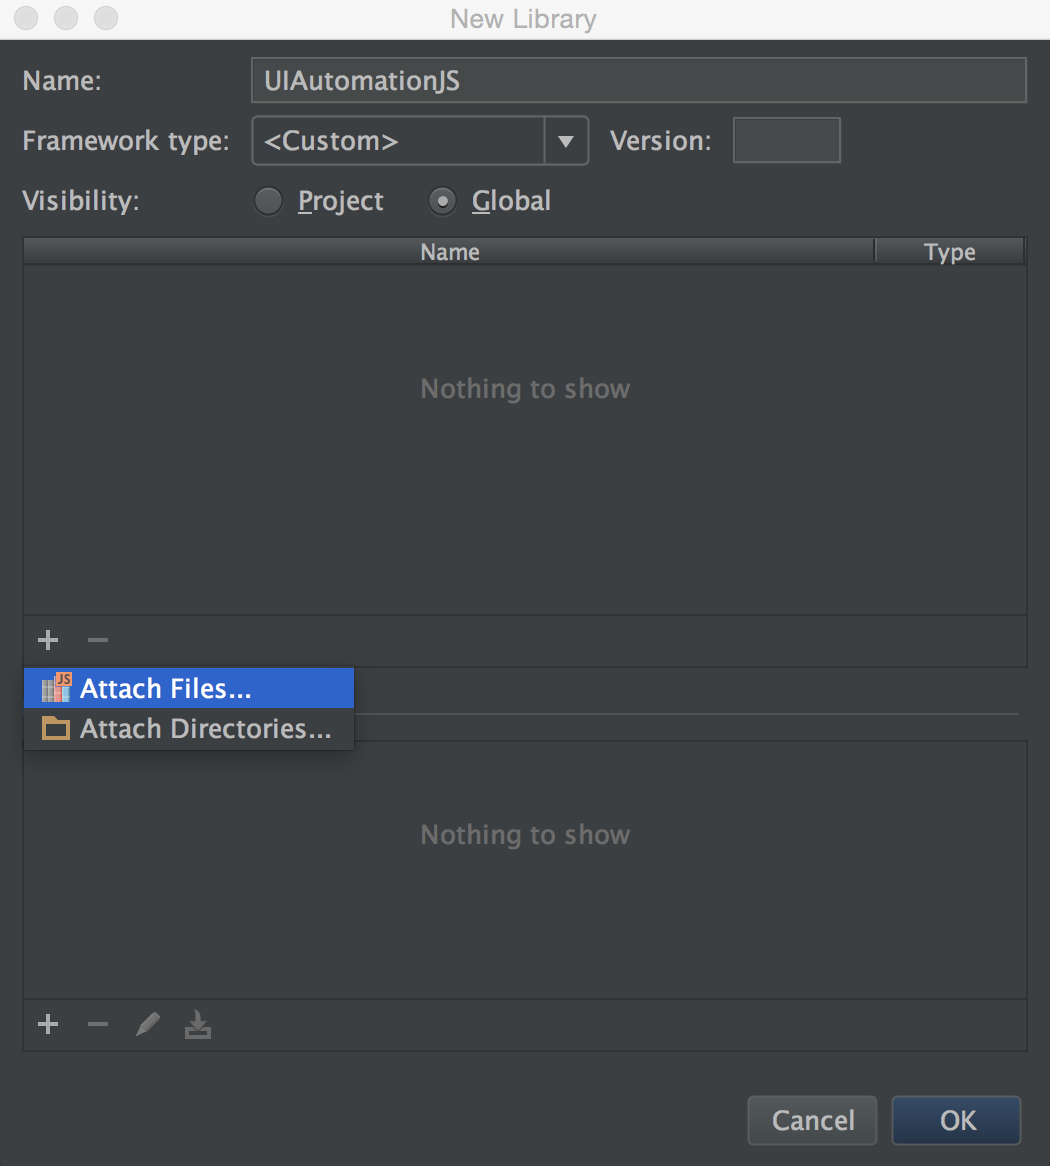 New Library
Name: UIAutomationJS
Framework type: <Custom> Version:
Visibility: Project Global
Name Type
Nothing to show
JS Attach Files...
Attach Directories...
Nothing to show
Cancel OK